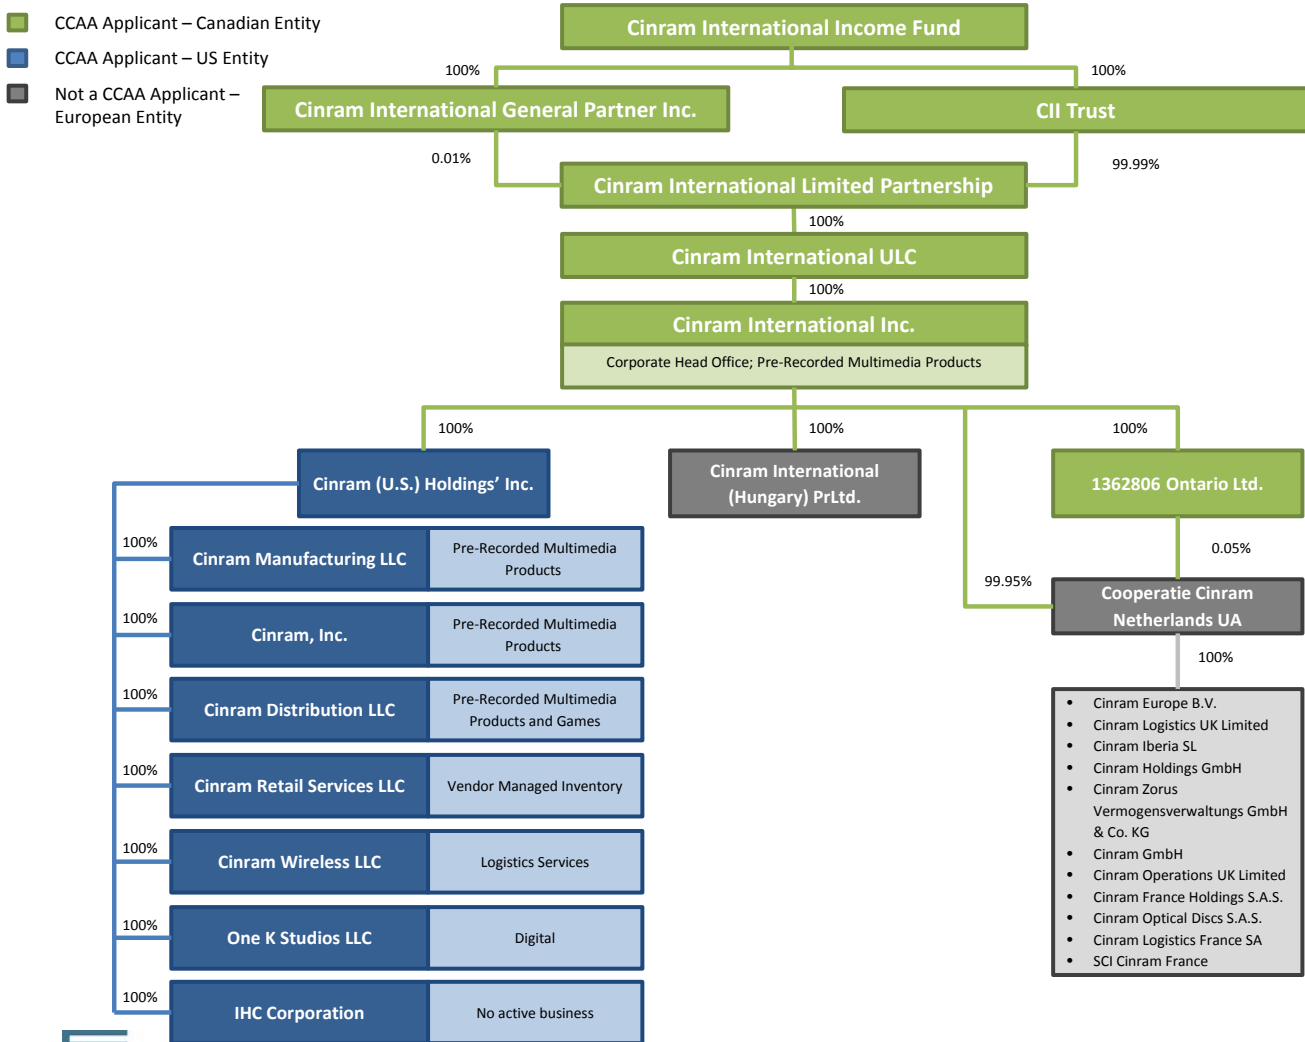 CCAA Applicant – Canadian Entity
CCAA Applicant – US Entity
Not a CCAA Applicant –
European Entity
Cinram International Income Fund
100%
100%
Cinram International General Partner Inc.
CII Trust
0.01%
99.99%
Cinram International Limited Partnership
100%
Cinram International ULC
100%
Cinram International Inc.
Corporate Head Office; Pre-Recorded Multimedia Products
100%
100%
100%
Cinram (U.S.) Holdings’ Inc.
Cinram International
(Hungary) PrLtd.
1362806 Ontario Ltd.
0.05%
99.95%
Cooperatie Cinram
Netherlands UA
100%
• Cinram Europe B.V.
• Cinram Logistics UK Limited
• Cinram Iberia SL
• Cinram Holdings GmbH
• Cinram Zorus
Vermogensverwaltungs GmbH
& Co. KG
• Cinram GmbH
• Cinram Operations UK Limited
• Cinram France Holdings S.A.S.
• Cinram Optical Discs S.A.S.
• Cinram Logistics France SA
• SCI Cinram France
100%
Cinram Manufacturing LLC
Pre-Recorded Multimedia
Products
100%
Cinram, Inc.
Pre-Recorded Multimedia
Products
100%
Cinram Distribution LLC
Pre-Recorded Multimedia
Products and Games
100%
Cinram Retail Services LLC
Vendor Managed Inventory
100%
Cinram Wireless LLC
Logistics Services
100%
One K Studios LLC
Digital
100%
IHC Corporation
No active business